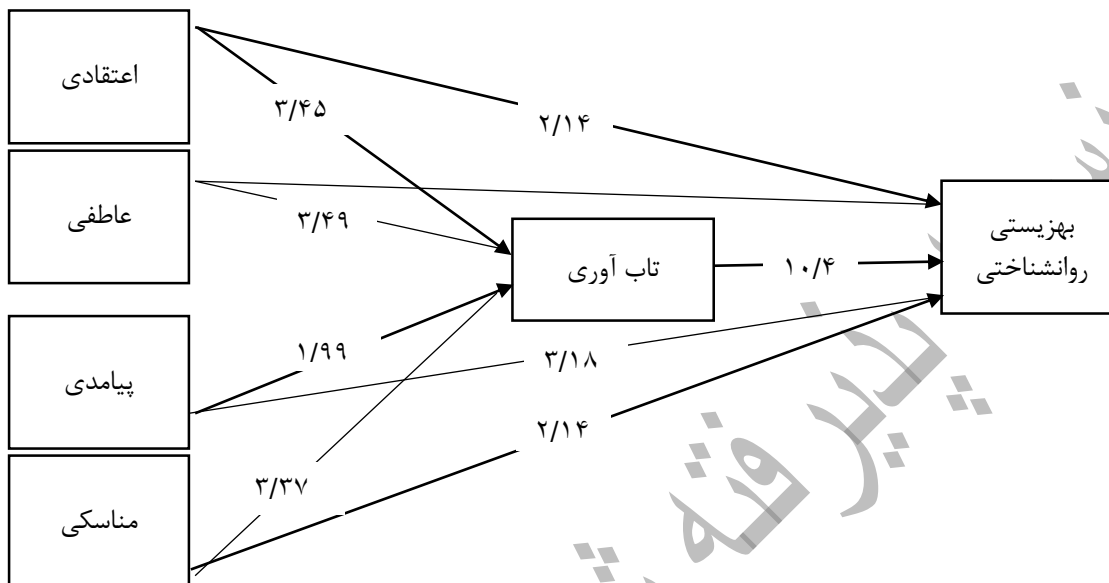 اعتقادی
۳/۴۵
۲/۱۴
عاطفی
۳/۴۹
بهزیستی
روانشناختی
تاب آوری
۱۰/۴
۱/۹۹
۳/۱۸
پیامدی
۲/۱۴
۳/۳۷
مناسکی
پذیرفته